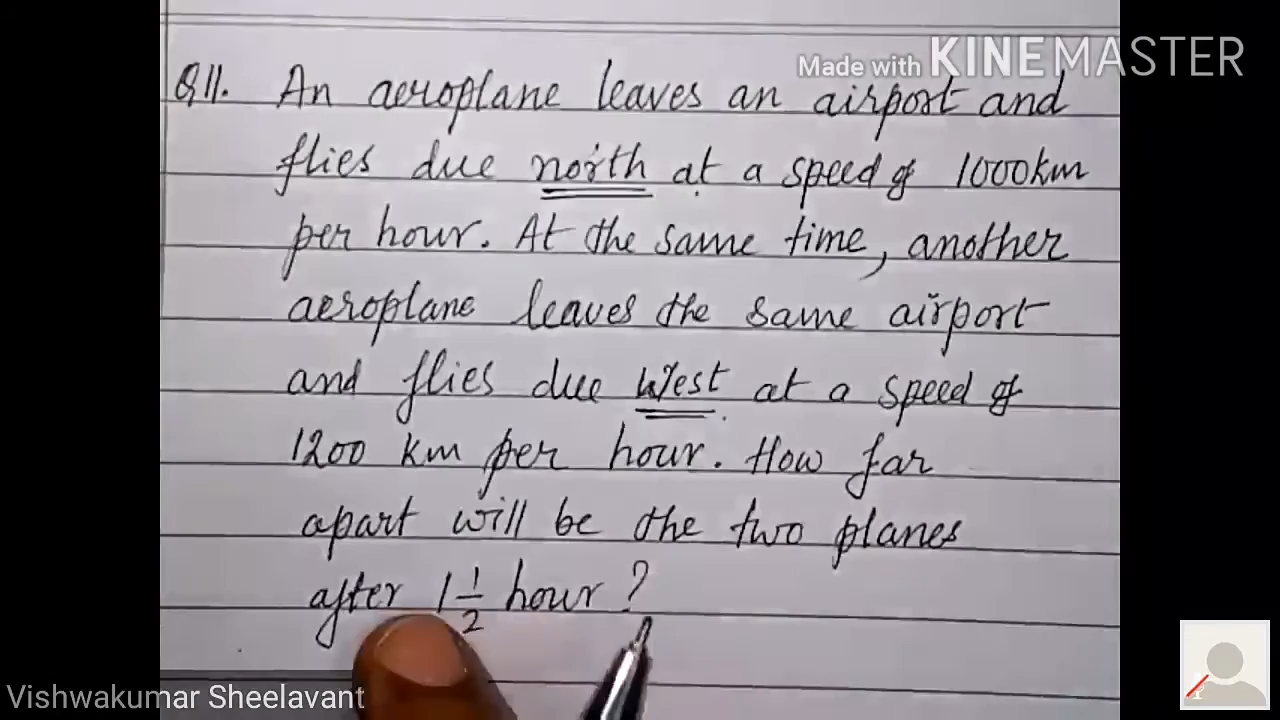 Made with KINEMASTER
Q11. An aeroplane leaves an airport and
flies due north at a speed of 1000km
per hour. At the same time, another
aeroplane leaves the same airport
and flies due West at a speed of
1200 km per hour. How far
apart will be the two planes
after 1 1/2 hour?
Vishwakumar Sheelavant